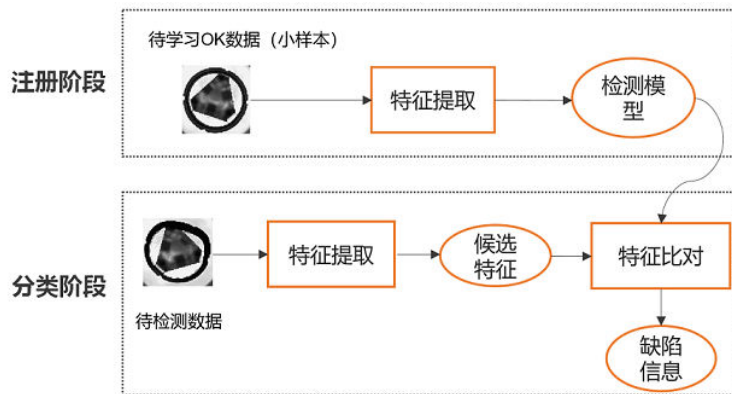 待学习OK数据（小样本）
注册阶段
特征提取
检测模
型
分类阶段
特征提取
候选
特征
特征比对
待检测数据
缺陷
信息